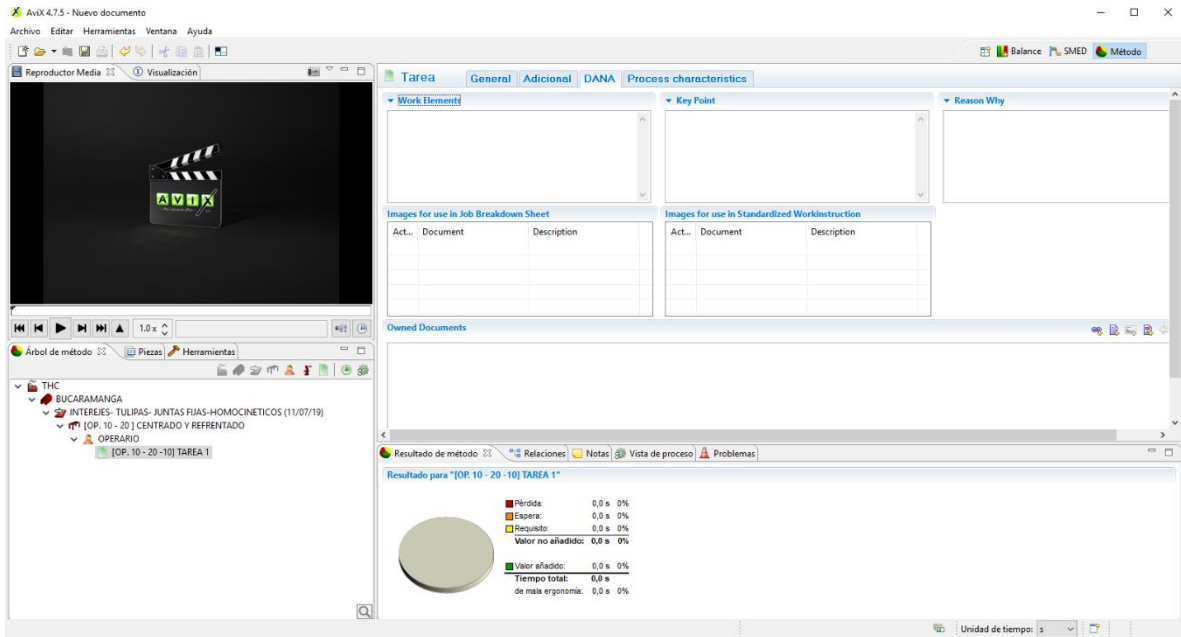 AviX 4.7.5 - Nuevo documento
Archivo Editar Herramientas Ventana Ayuda
Balance SMED Método
Reproductor Media Visualización
AVIX
1.0 x
Árbol de método Piezas Herramientas
THC
BUCARAMANGA
INTEREJES- TULIPAS- JUNTAS FIJAS-HOMOCINETICOS (11/07/19)
[OP. 10 - 20 ] CENTRADO Y REFRENTADO
OPERARIO
[OP. 10 - 20 -10] TAREA 1
Tarea General Adicional DANA Process characteristics
Work Elements Key Point Reason Why
Images for use in Job Breakdown Sheet Images for use in Standardized Workinstruction
Act... Document Description Act... Document Description
Owned Documents
Resultado de método Relaciones Notas Vista de proceso Problemas
Resultado para "[OP. 10 - 20 -10] TAREA 1"
Pérdida: 0,0 s 0%
Espera: 0,0 s 0%
Requisito: 0,0 s 0%
Valor no añadido: 0,0 s 0%
Valor añadido: 0,0 s 0%
Tiempo total: 0,0 s
de mala ergonomía: 0,0 s 0%
Unidad de tiempo: s